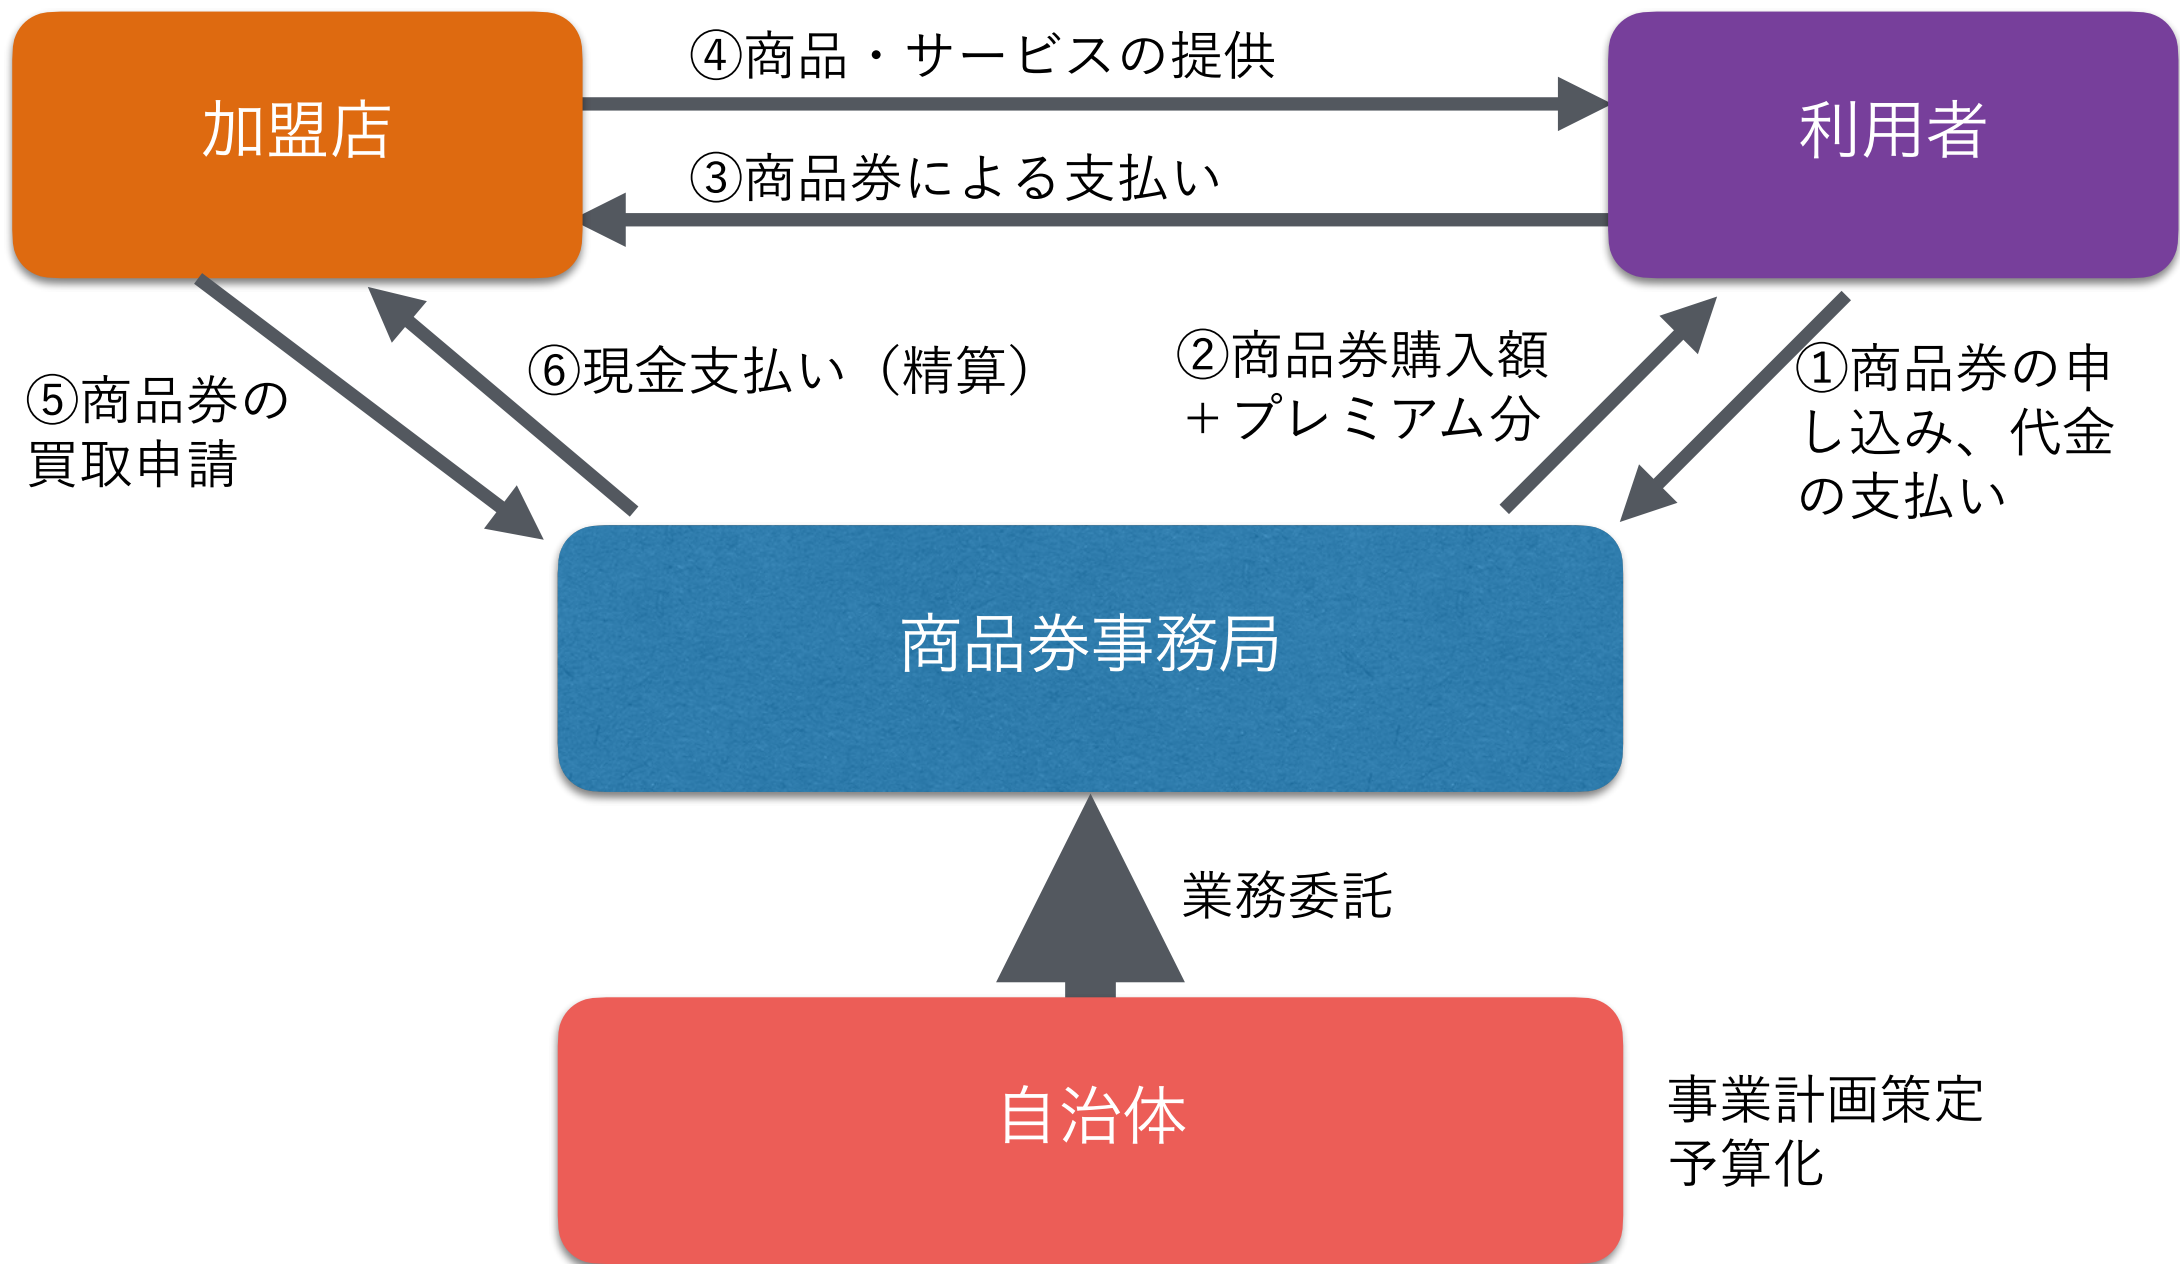 加盟店
④商品・サービスの提供
利用者
③商品券による支払い
⑤商品券の
買取申請
⑥現金支払い（精算）
②商品券購入額
＋プレミアム分
①商品券の申
し込み、代金
の支払い
商品券事務局
業務委託
自治体
事業計画策定
予算化